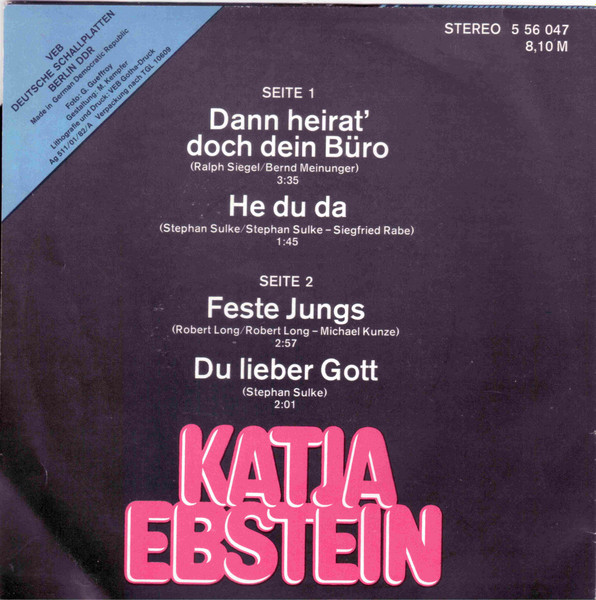 VEB
DEUTSCHE SCHALLPLATTEN
BERLIN DDR
Made in German Democratic Republic
Foto: G. Gueffroy
Gestaltung: M. Kempfer
Lithografie und Druck: VEB Gotha-Druck
Ag 511/01/82/A Verpackung nach TGL 10609
STEREO 5 56 047
8,10 M
SEITE 1
Dann heirat'
doch dein Büro
(Ralph Siegel/Bernd Meinunger)
3:35
He du da
(Stephan Sulke/Stephan Sulke – Siegfried Rabe)
1:45
SEITE 2
Feste Jungs
(Robert Long/Robert Long – Michael Kunze)
2:57
Du lieber Gott
(Stephan Sulke)
2:01
KATJA
EBSTEIN